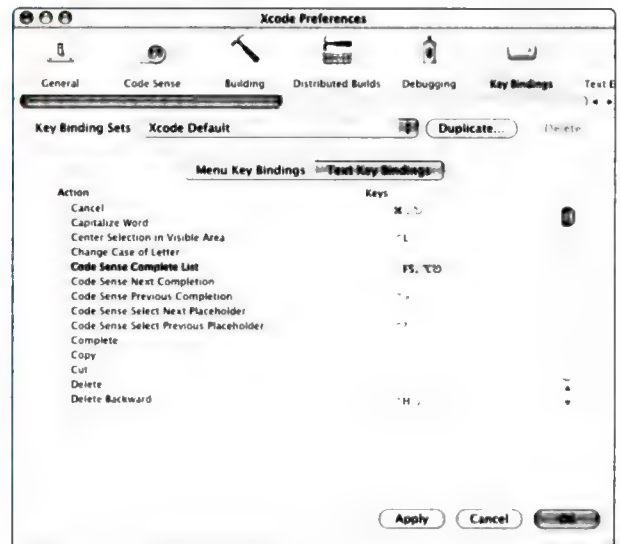 Xcode Preferences
General Code Sense Building Distributed Builds Debugging Key Bindings Text E
Key Binding Sets Xcode Default Duplicate... Delete
Menu Key Bindings Text Key Bindings
Action Keys
Cancel ⌘.
Capitalize Word
Center Selection in Visible Area ^L
Change Case of Letter
Code Sense Complete List F5,
Code Sense Next Completion
Code Sense Previous Completion
Code Sense Select Next Placeholder
Code Sense Select Previous Placeholder
Complete
Copy
Cut
Delete
Delete Backward ^H
Apply Cancel OK